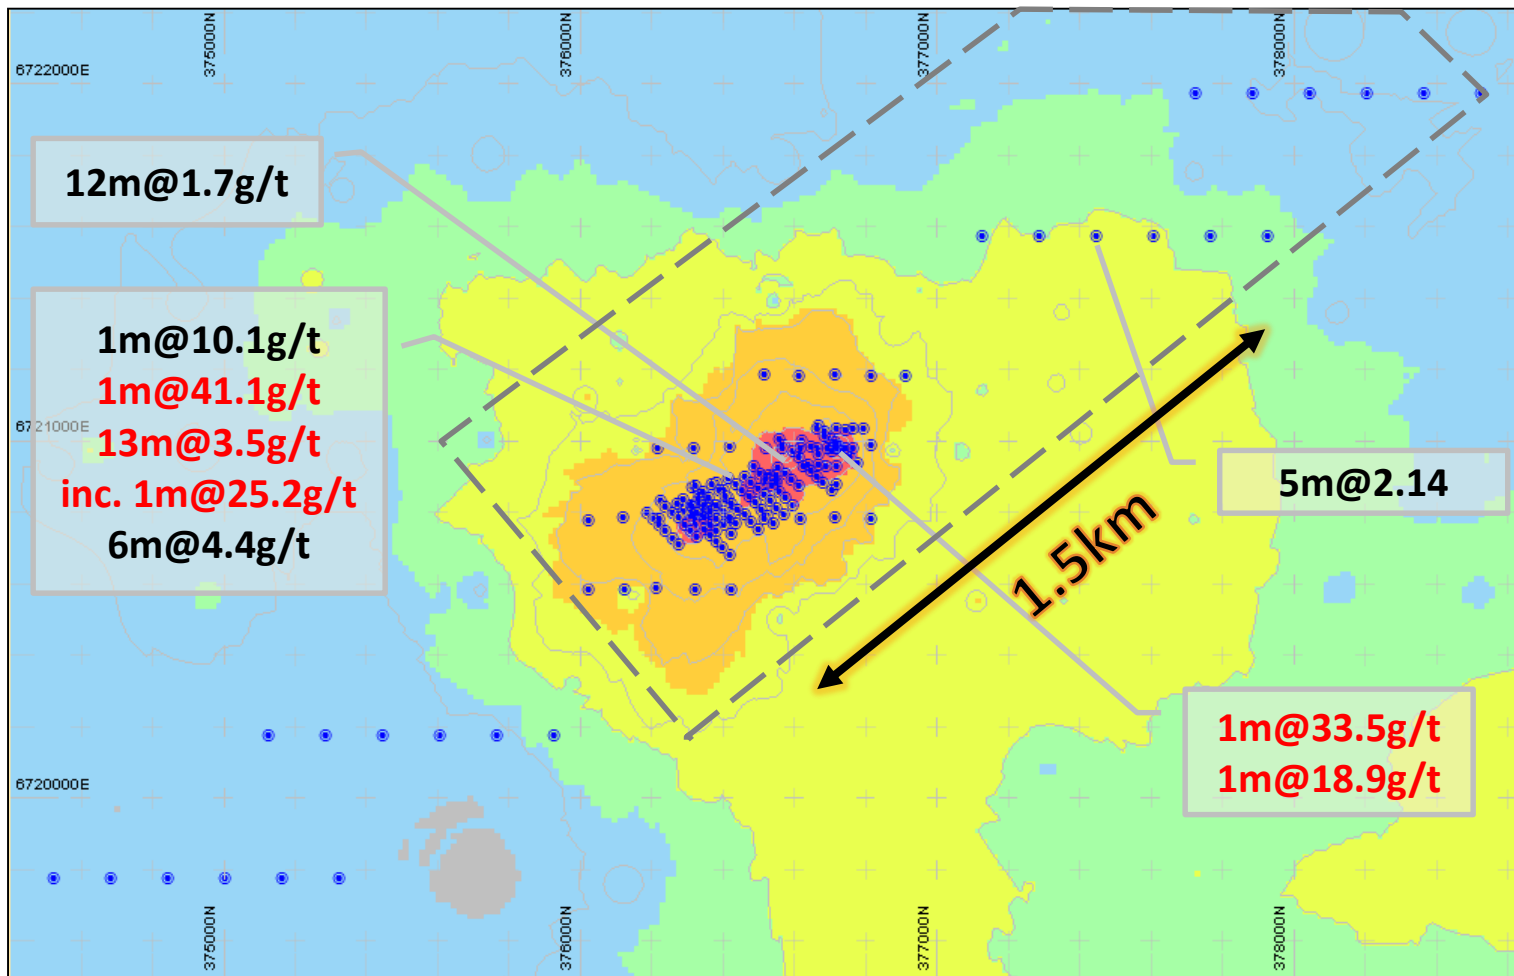 375000N
376000N
377000N
378000N
6722000E
12m@1.7g/t
1m@10.1g/t
1m@41.1g/t
13m@3.5g/t
inc. 1m@25.2g/t
6m@4.4g/t
6721000E
5m@2.14
1.5km
1m@33.5g/t
1m@18.9g/t
6720000E
375000N
376000N
377000N
378000N